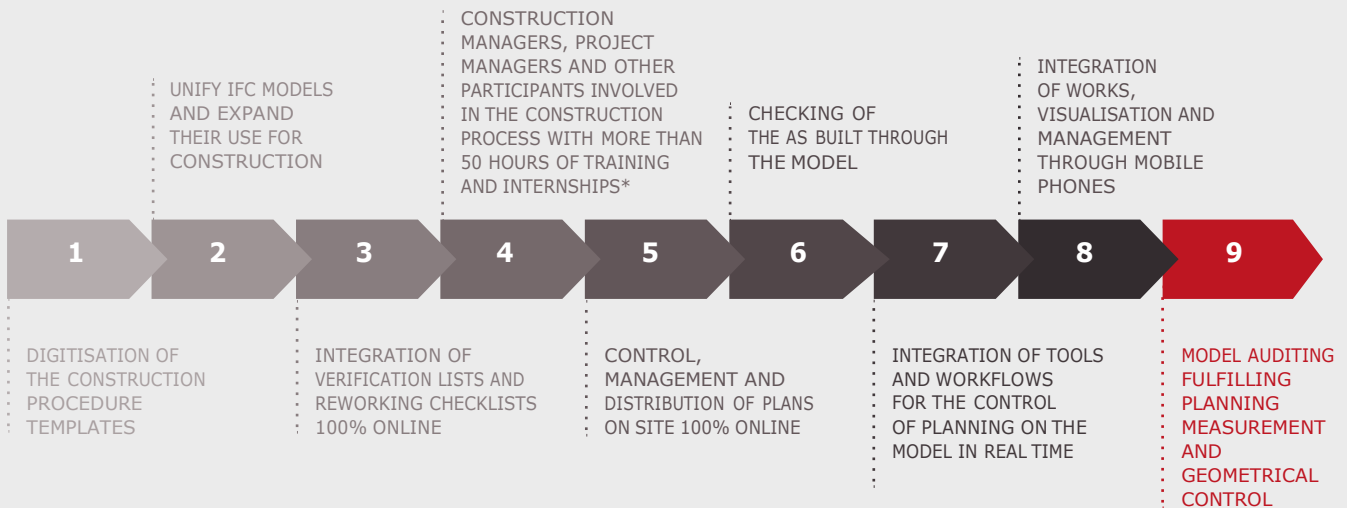 CONSTRUCTION
MANAGERS, PROJECT
MANAGERS AND OTHER
PARTICIPANTS INVOLVED
IN THE CONSTRUCTION
PROCESS WITH MORE THAN
50 HOURS OF TRAINING
AND INTERNSHIPS*
UNIFY IFC MODELS
AND EXPAND
THEIR USE FOR
CONSTRUCTION
CHECKING OF
THE AS BUILT THROUGH
THE MODEL
INTEGRATION
OF WORKS,
VISUALISATION AND
MANAGEMENT
THROUGH MOBILE
PHONES
1
2
3
4
5
6
7
8
9
DIGITISATION OF
THE CONSTRUCTION
PROCEDURE
TEMPLATES
INTEGRATION OF
VERIFICATION LISTS AND
REWORKING CHECKLISTS
100% ONLINE
CONTROL,
MANAGEMENT AND
DISTRIBUTION OF PLANS
ON SITE 100% ONLINE
INTEGRATION OF TOOLS
AND WORKFLOWS
FOR THE CONTROL
OF PLANNING ON THE
MODEL IN REAL TIME
MODEL AUDITING
FULFILLING
PLANNING
MEASUREMENT
AND
GEOMETRICAL
CONTROL